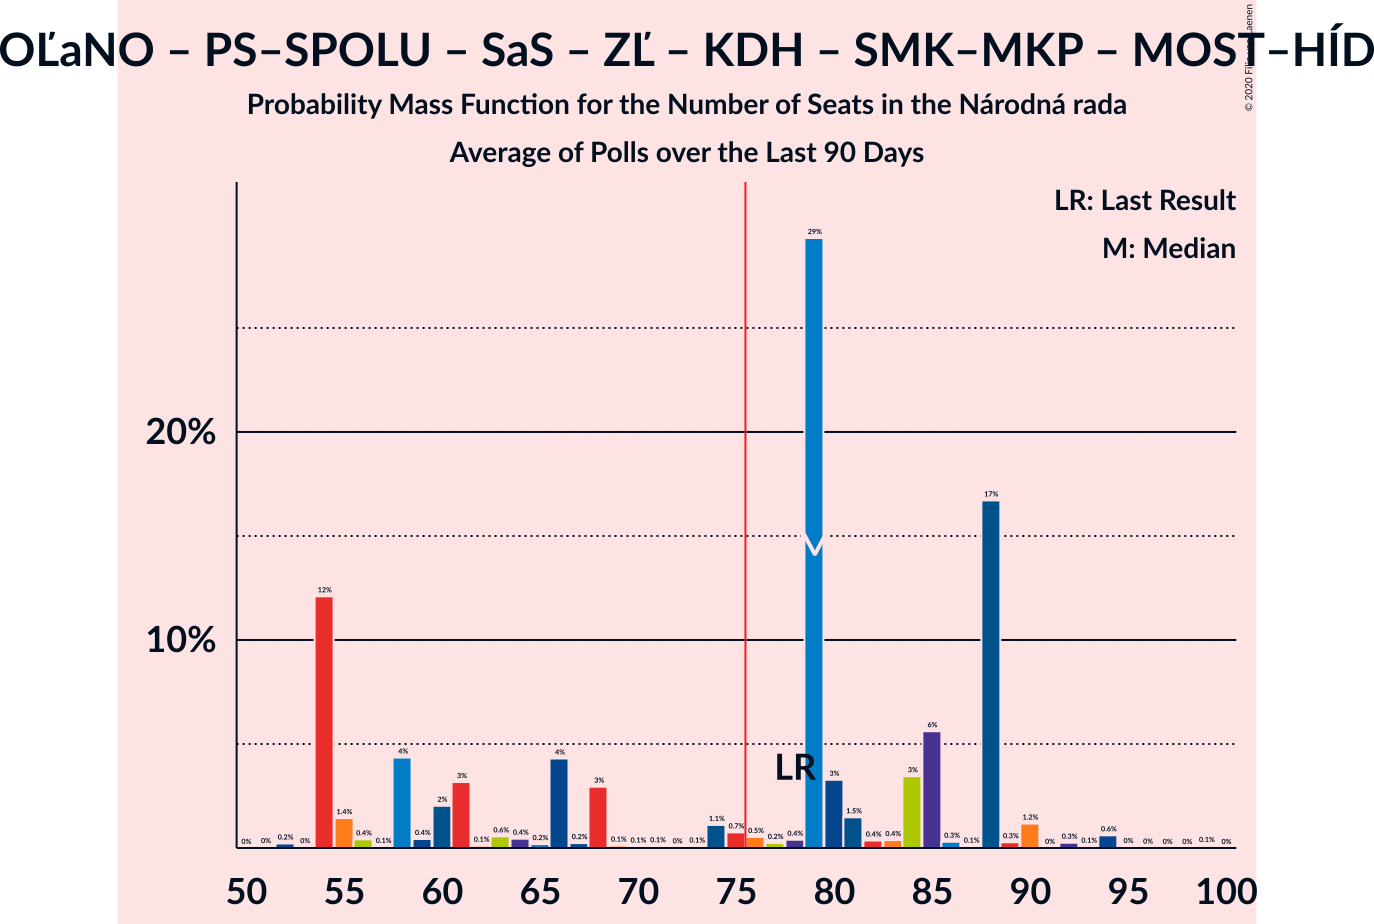 OĽaNO – PS–SPOLU – SaS – ZĽ – KDH – SMK–MKP – MOST–HÍD
Probability Mass Function for the Number of Seats in the Národná rada
Average of Polls over the Last 90 Days
© 2020
LR: Last Result
M: Median
29%
20%
17%
12%
10%
6%
4% 4% LR
3% 3% 3% 3%
2%
1.4% 1.1% 1.5% 1.2%
0% 0% 0.2% 0% 0.4% 0.1% 0.4% 0.1% 0.6% 0.4% 0.2% 0.2% 0.1% 0.1% 0.1% 0% 0.1% 0.7% 0.5% 0.2% 0.4% 0.4% 0.4% 0.3% 0.1% 0.3% 0% 0.3% 0.1% 0.6% 0% 0% 0% 0% 0.1% 0%
50 55 60 65 70 75 80 85 90 95 100